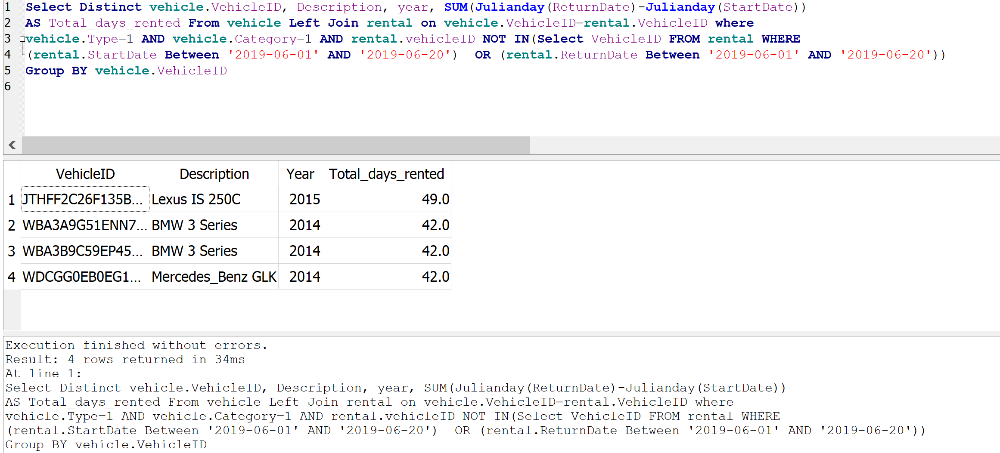 1 Select Distinct vehicle.VehicleID, Description, year, SUM(Julianday(ReturnDate)-Julianday(StartDate))
2 AS Total_days_rented From vehicle Left Join rental on vehicle.VehicleID=rental.VehicleID where
3 vehicle.Type=1 AND vehicle.Category=1 AND rental.vehicleID NOT IN(Select VehicleID FROM rental WHERE
4 (rental.StartDate Between '2019-06-01' AND '2019-06-20')  OR (rental.ReturnDate Between '2019-06-01' AND '2019-06-20'))
5 Group BY vehicle.VehicleID
6
VehicleID Description Year Total_days_rented
1 JTHFF2C26F135B... Lexus IS 250C 2015 49.0
2 WBA3A9G51ENN7... BMW 3 Series 2014 42.0
3 WBA3B9C59EP45... BMW 3 Series 2014 42.0
4 WDCGG0EB0EG1... Mercedes_Benz GLK 2014 42.0
Execution finished without errors.
Result: 4 rows returned in 34ms
At line 1:
Select Distinct vehicle.VehicleID, Description, year, SUM(Julianday(ReturnDate)-Julianday(StartDate))
AS Total_days_rented From vehicle Left Join rental on vehicle.VehicleID=rental.VehicleID where
vehicle.Type=1 AND vehicle.Category=1 AND rental.vehicleID NOT IN(Select VehicleID FROM rental WHERE
(rental.StartDate Between '2019-06-01' AND '2019-06-20')  OR (rental.ReturnDate Between '2019-06-01' AND '2019-06-20'))
Group BY vehicle.VehicleID